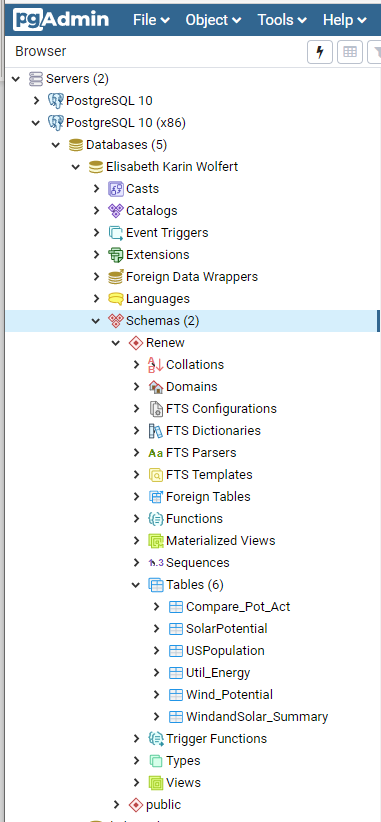 pgAdmin File Object Tools Help
Browser
Servers (2)
PostgreSQL 10
PostgreSQL 10 (x86)
Databases (5)
Elisabeth Karin Wolfert
Casts
Catalogs
Event Triggers
Extensions
Foreign Data Wrappers
Languages
Schemas (2)
Renew
Collations
Domains
FTS Configurations
FTS Dictionaries
Aa FTS Parsers
FTS Templates
Foreign Tables
Functions
Materialized Views
1..3 Sequences
Tables (6)
Compare_Pot_Act
SolarPotential
USPopulation
Util_Energy
Wind_Potential
WindandSolar_Summary
Trigger Functions
Types
Views
public